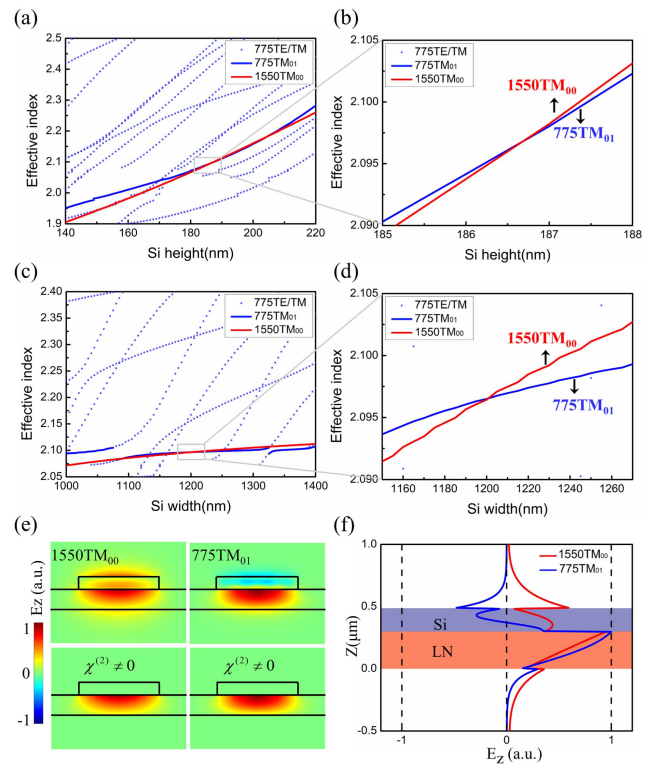 (a)
2.5
2.4
2.3
2.2
2.1
2.0
1.9
Effective index
775TE/TM
775TM₀₁
1550TM₀₀
140 160 180 200 220
Si height(nm)
(b)
2.105
2.100
2.095
2.090
Effective index
775TE/TM
775TM₀₁
1550TM₀₀
1550TM₀₀
775TM₀₁
185 186 187 188
Si height(nm)
(c)
2.40
2.35
2.30
2.25
2.20
2.15
2.10
2.05
Effective index
775TE/TM
775TM₀₁
1550TM₀₀
1000 1100 1200 1300 1400
Si width(nm)
(d)
2.105
2.100
2.095
2.090
Effective index
775TE/TM
775TM₀₁
1550TM₀₀
1550TM₀₀
775TM₀₁
1160 1180 1200 1220 1240 1260
Si width(nm)
(e)
Ez (a.u.)
1
0
-1
1550TM₀₀
775TM₀₁
χ⁽²⁾ ≠ 0
χ⁽²⁾ ≠ 0
(f)
1.0
0.5
0.0
-0.5
Z(μm)
1550TM₀₀
775TM₀₁
Si
LN
-1 0 1
E_Z (a.u.)